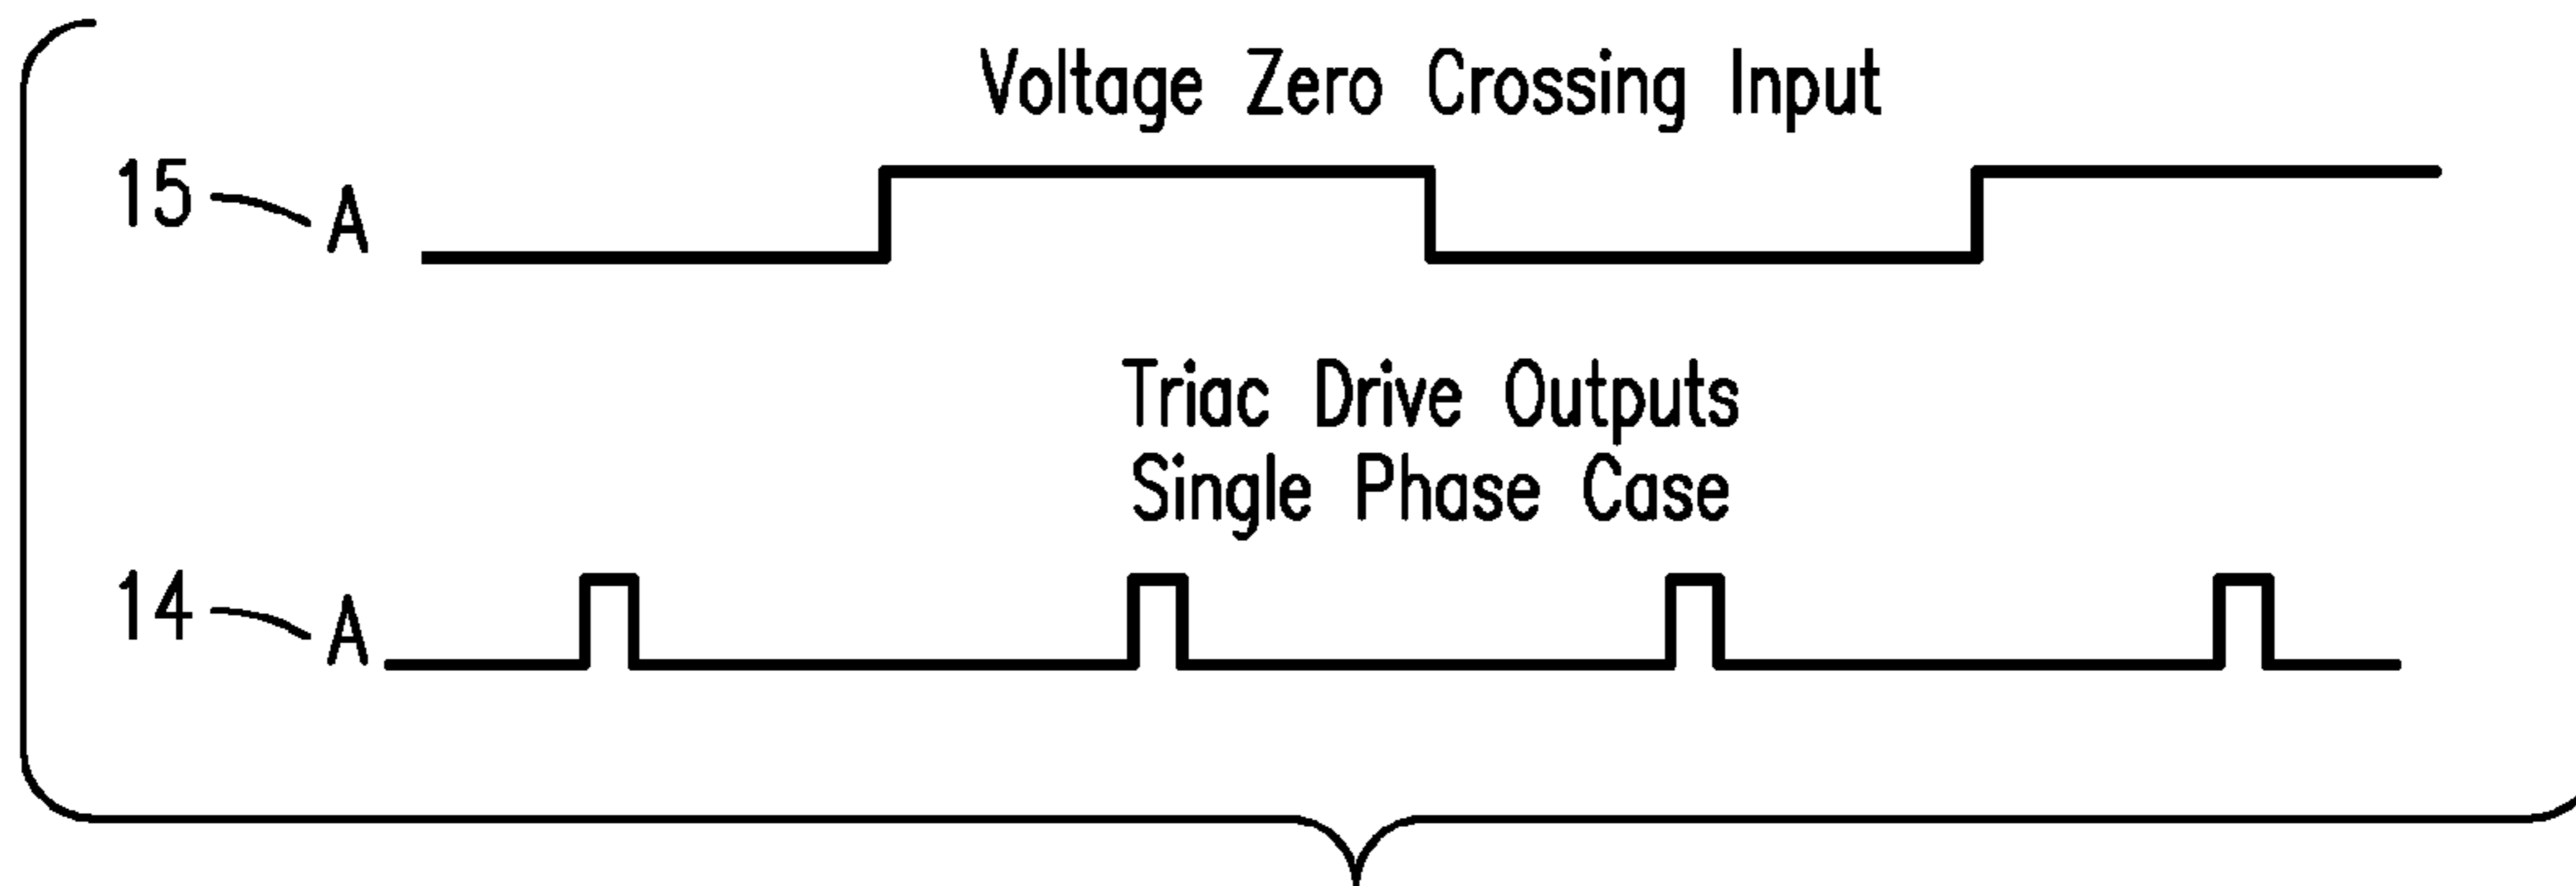 Voltage Zero Crossing Input
15 A
Triac Drive Outputs
Single Phase Case
14 A